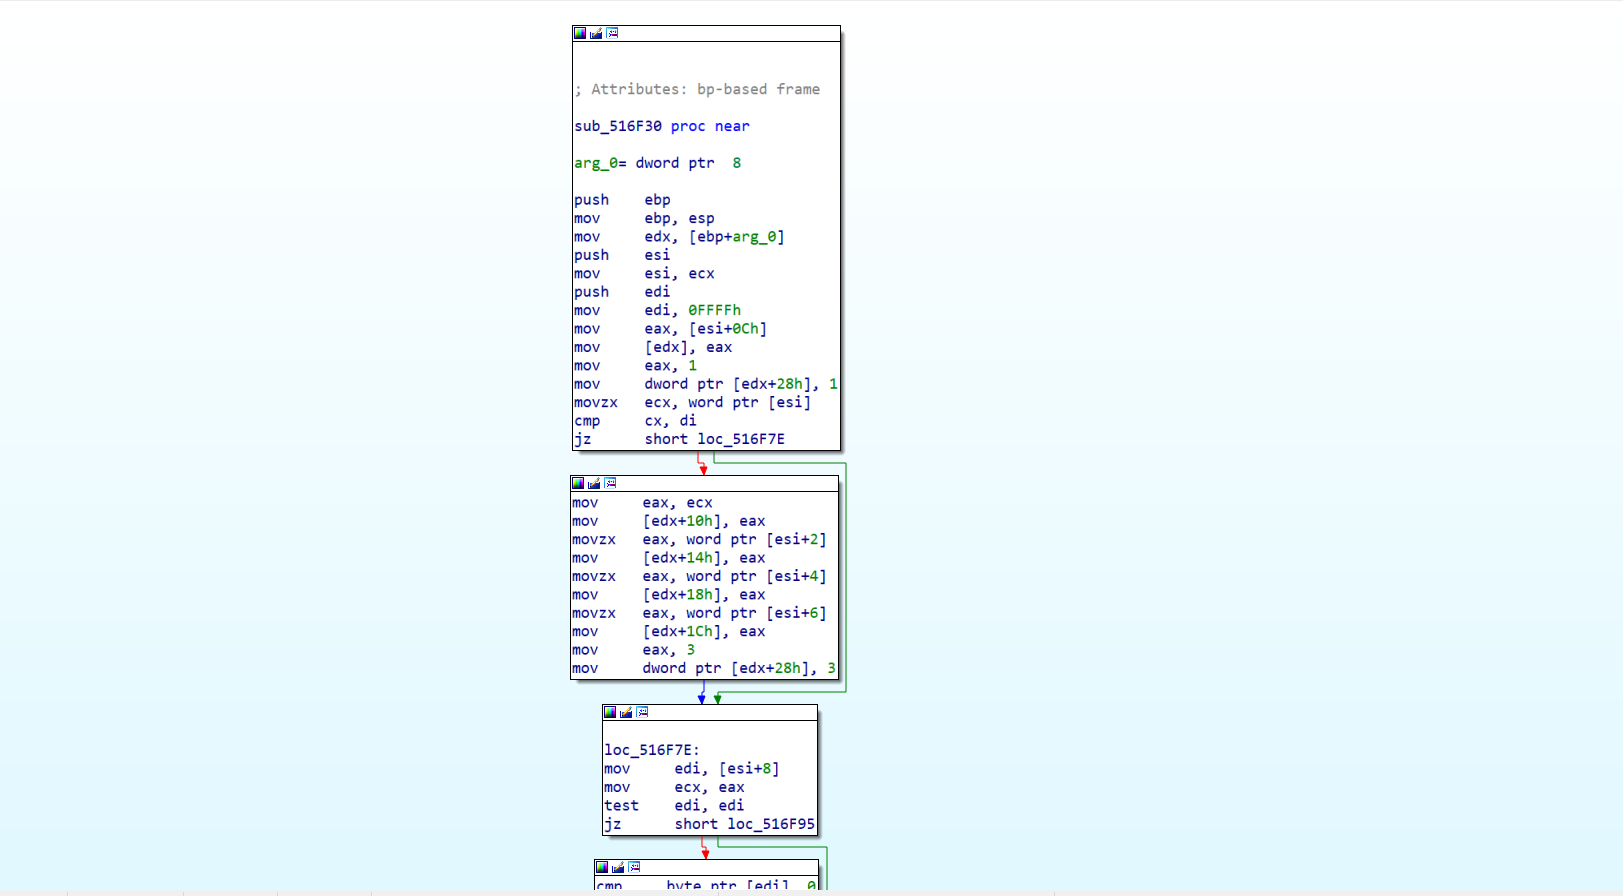 ; Attributes: bp-based frame
sub_516F30 proc near
arg_0= dword ptr  8
push    ebp
mov     ebp, esp
mov     edx, [ebp+arg_0]
push    esi
mov     esi, ecx
push    edi
mov     edi, 0FFFFh
mov     eax, [esi+0Ch]
mov     [edx], eax
mov     eax, 1
mov     dword ptr [edx+28h], 1
movzx   ecx, word ptr [esi]
cmp     cx, di
jz      short loc_516F7E
mov     eax, ecx
mov     [edx+10h], eax
movzx   eax, word ptr [esi+2]
mov     [edx+14h], eax
movzx   eax, word ptr [esi+4]
mov     [edx+18h], eax
movzx   eax, word ptr [esi+6]
mov     [edx+1Ch], eax
mov     eax, 3
mov     dword ptr [edx+28h], 3
loc_516F7E:
mov     edi, [esi+8]
mov     ecx, eax
test    edi, edi
jz      short loc_516F95
cmp     byte ptr [edi], 0